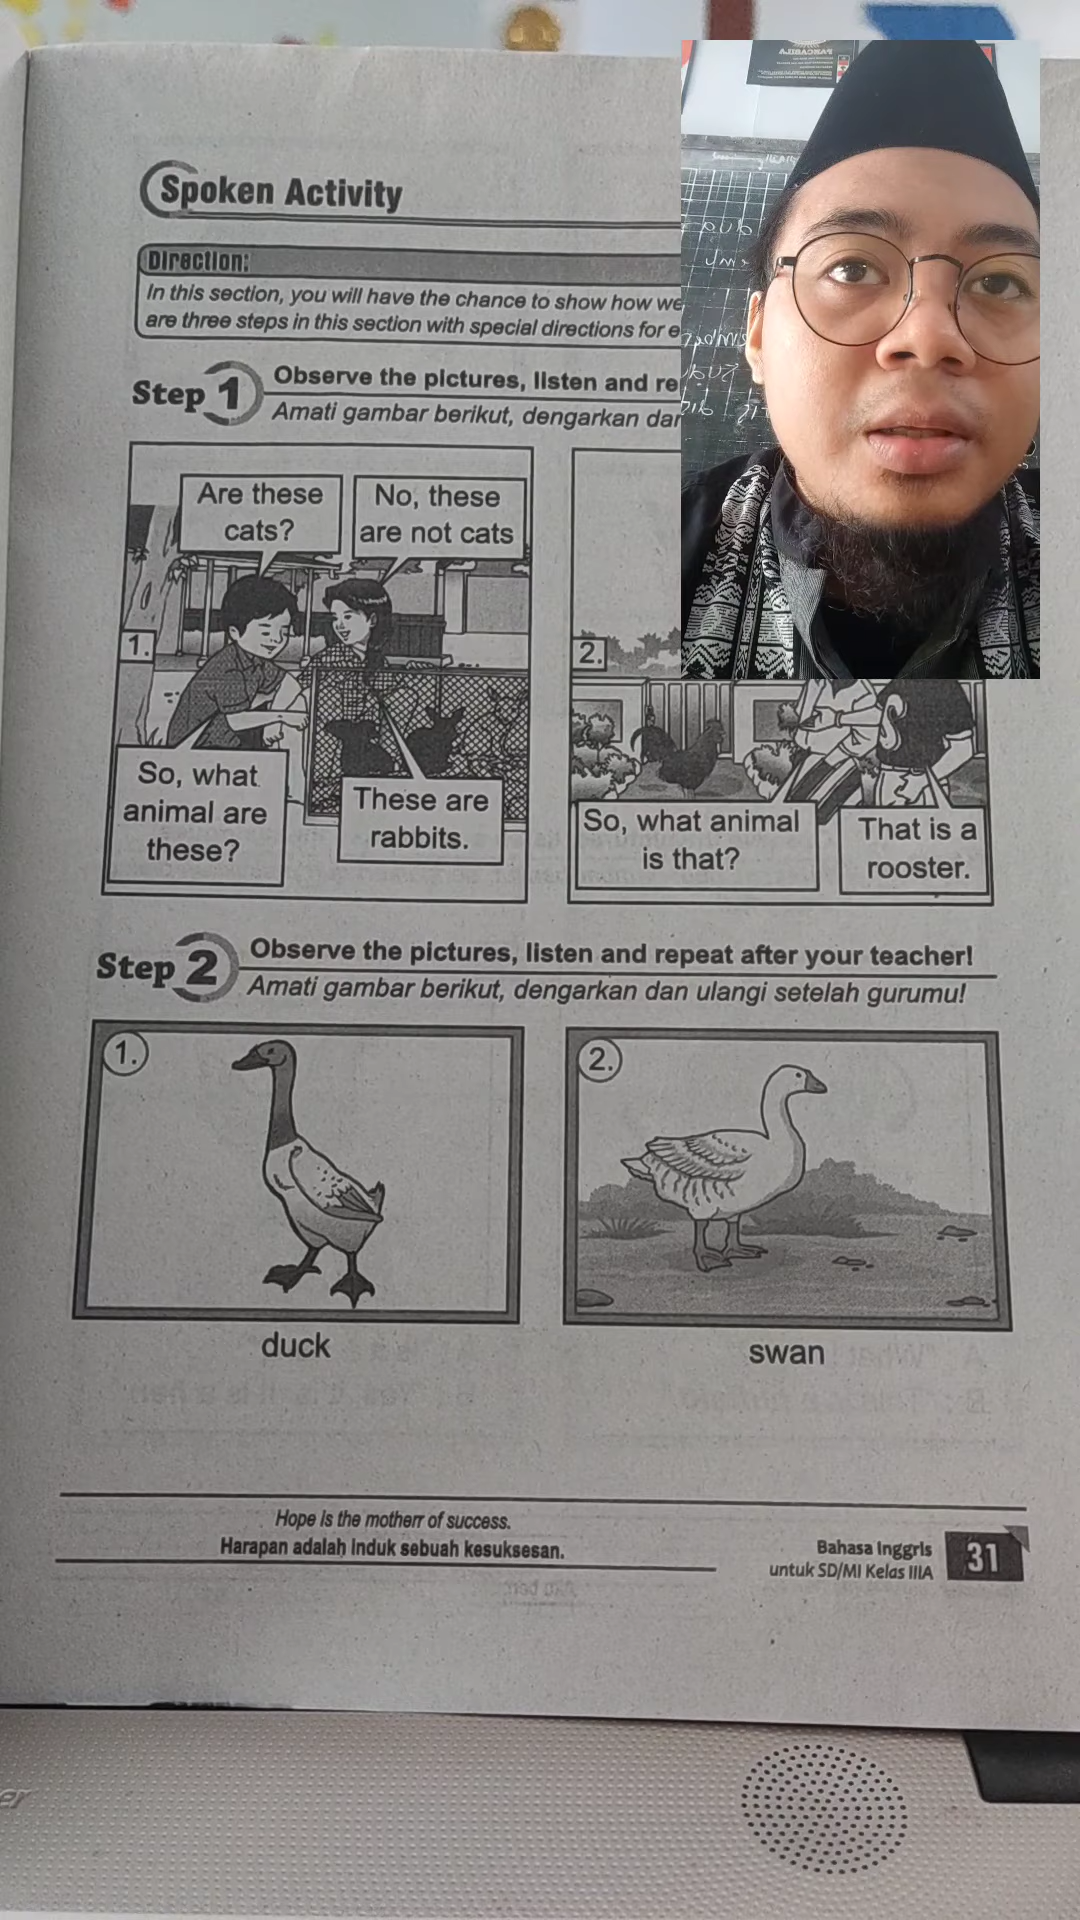 Spoken Activity
Direction:
In this section, you will have the chance to show how we
are three steps in this section with special directions for e
Step 1
Observe the pictures, listen and re
Amati gambar berikut, dengarkan dan
Are these
cats?
No, these
are not cats
1.
So, what
animal are
these?
These are
rabbits.
2.
So, what animal
is that?
That is a
rooster.
Step 2
Observe the pictures, listen and repeat after your teacher!
Amati gambar berikut, dengarkan dan ulangi setelah gurumu!
1.
duck
2.
swan
Hope is the motherr of success.
Harapan adalah induk sebuah kesuksesan.
Bahasa Inggris
untuk SD/MI Kelas IIIA
31
PANCASILA